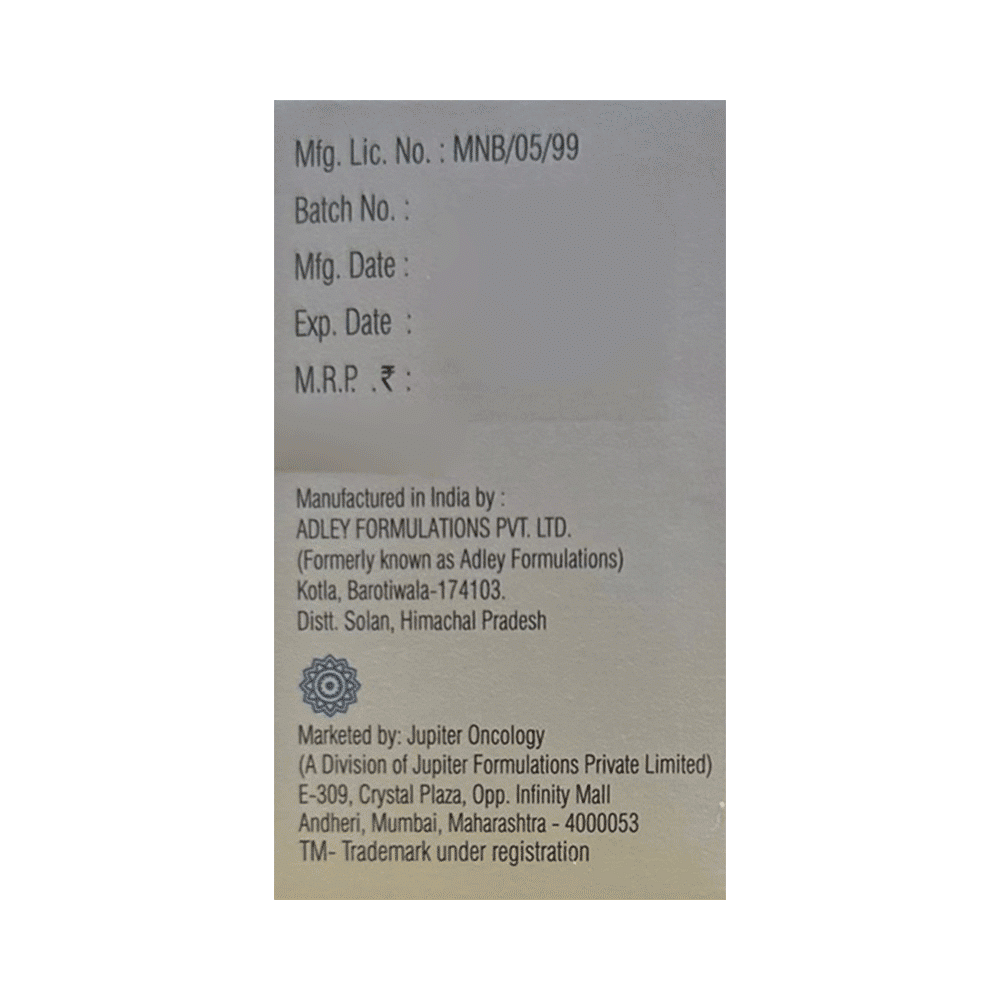 Mfg. Lic. No. : MNB/05/99
Batch No. :
Mfg. Date :
Exp. Date :
M.R.P. .₹ :
Manufactured in India by :
ADLEY FORMULATIONS PVT. LTD.
(Formerly known as Adley Formulations)
Kotla, Barotiwala-174103.
Distt. Solan, Himachal Pradesh
Marketed by: Jupiter Oncology
(A Division of Jupiter Formulations Private Limited)
E-309, Crystal Plaza, Opp. Infinity Mall
Andheri, Mumbai, Maharashtra - 4000053
TM- Trademark under registration